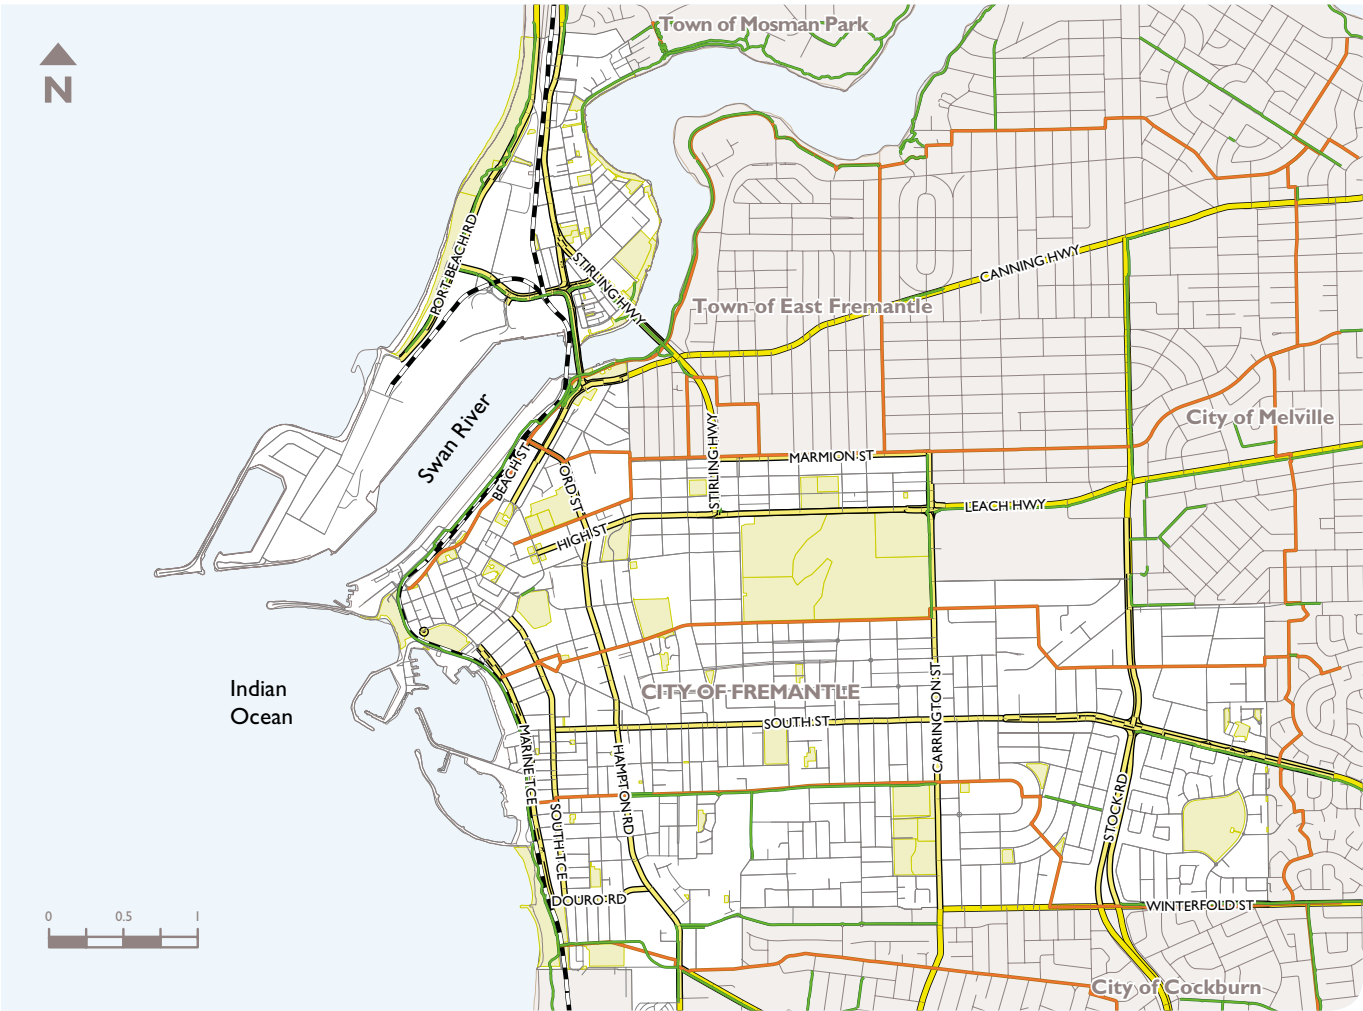 Town of Mosman Park
N
PORT BEACH RD
STIRLING HWY
CANNING HWY
Town of East Fremantle
Swan River
City of Melville
STIRLING HWY
MARMION ST
BEACH ST
ORD ST
HIGH ST
LEACH HWY
Indian
Ocean
CITY OF FREMANTLE
CARRINGTON ST
SOUTH ST
MARINE TCE
HAMPTON RD
SOUTH TCE
STOCK RD
DOURO RD
WINTERFOLD ST
0 0.5 1
City of Cockburn